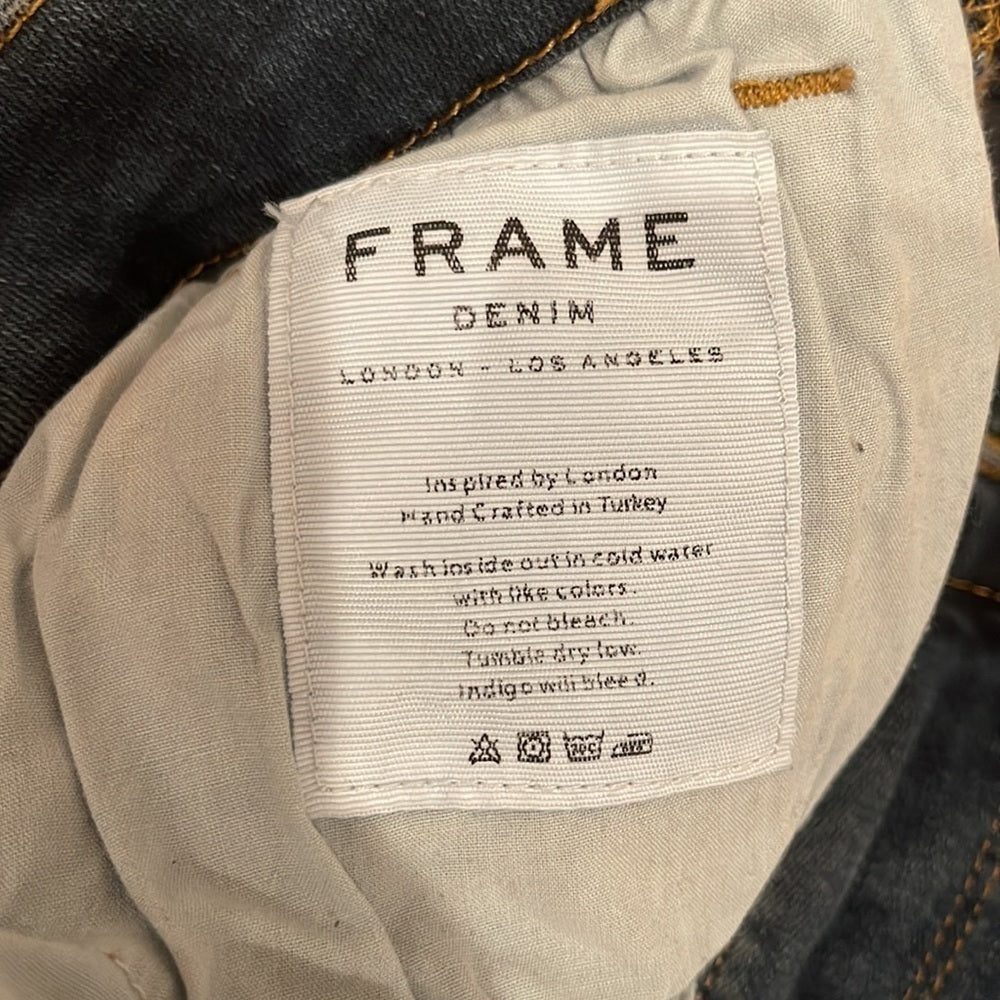 FRAME
DENIM
LONDON - LOS ANGELES
Inspired by London
Hand Crafted in Turkey
Wash inside out in cold water
with like colors.
Do not bleach.
Tumble dry low.
Indigo will bleed.
30C